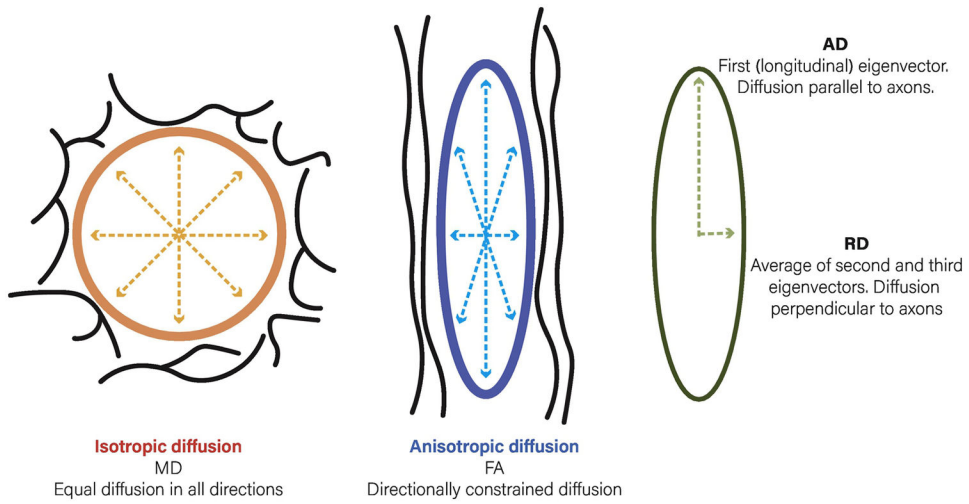 AD
First (longitudinal) eigenvector.
Diffusion parallel to axons.
RD
Average of second and third
eigenvectors. Diffusion
perpendicular to axons
Isotropic diffusion
MD
Equal diffusion in all directions
Anisotropic diffusion
FA
Directionally constrained diffusion